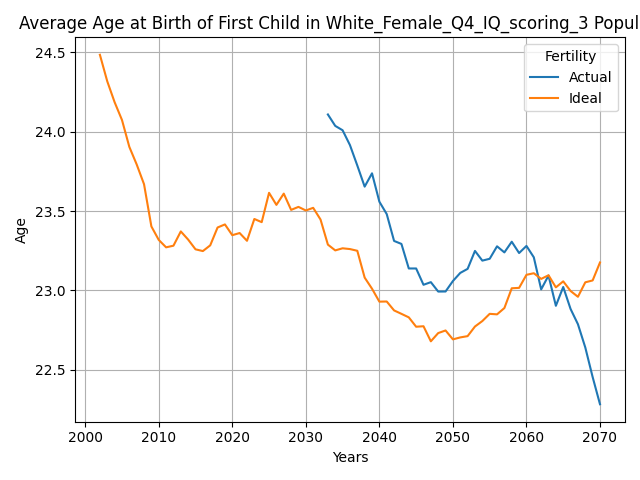 Average Age at Birth of First Child in White_Female_Q4_IQ_scoring_3 Popul
Fertility
Actual
Ideal
24.5
24.0
23.5
23.0
22.5
Age
2000 2010 2020 2030 2040 2050 2060 2070
Years